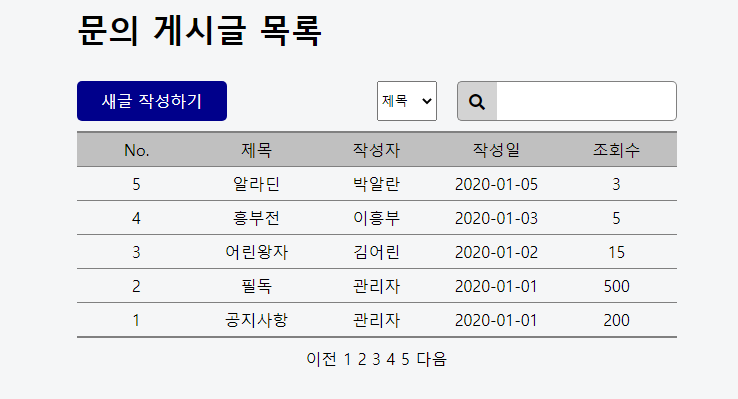 문의 게시글 목록
새글 작성하기 제목
No. 제목 작성자 작성일 조회수
5 알라딘 박알란 2020-01-05 3
4 흥부전 이흥부 2020-01-03 5
3 어린왕자 김어린 2020-01-02 15
2 필독 관리자 2020-01-01 500
1 공지사항 관리자 2020-01-01 200
이전 1 2 3 4 5 다음